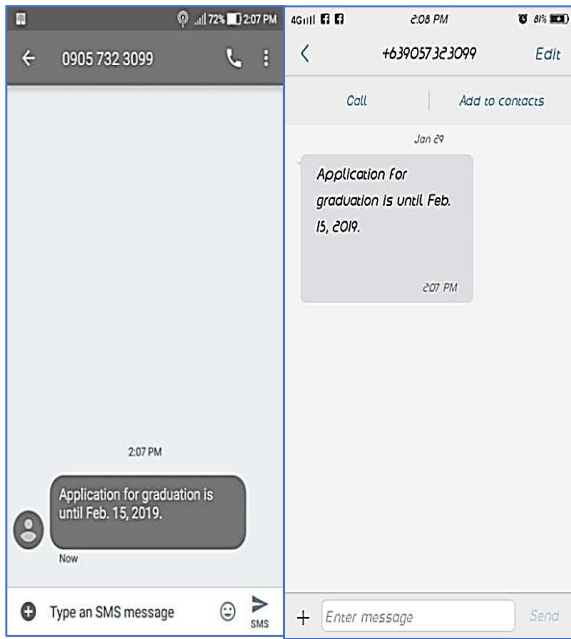 72% 2:07 PM
0905 732 3099
2:07 PM
Application for graduation is
until Feb. 15, 2019.
Now
Type an SMS message
SMS
4G 2:08 PM 81%
+639057323099 Edit
Call Add to contacts
Jan 29
Application for
graduation is until Feb.
15, 2019.
2:07 PM
Enter message Send